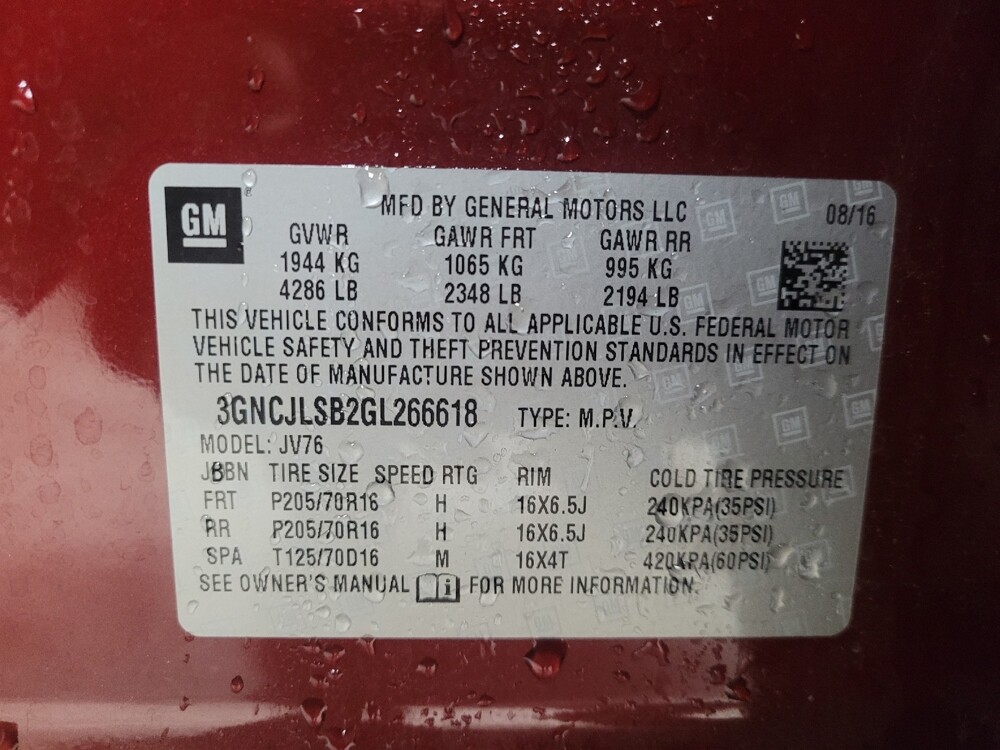 GM
MFD BY GENERAL MOTORS LLC 08/16
GVWR GAWR FRT GAWR RR
1944 KG 1065 KG 995 KG
4286 LB 2348 LB 2194 LB
THIS VEHICLE CONFORMS TO ALL APPLICABLE U.S. FEDERAL MOTOR
VEHICLE SAFETY AND THEFT PREVENTION STANDARDS IN EFFECT ON
THE DATE OF MANUFACTURE SHOWN ABOVE.
3GNCJLSB2GL266618 TYPE: M.P.V.
MODEL: JV76
TIRE SIZE SPEED RTG RIM COLD TIRE PRESSURE
FRT P205/70R16 H 16X6.5J 240KPA(35PSI)
RR P205/70R16 H 16X6.5J 240KPA(35PSI)
SPA T125/70D16 M 16X4T 420KPA(60PSI)
SEE OWNER'S MANUAL i FOR MORE INFORMATION.